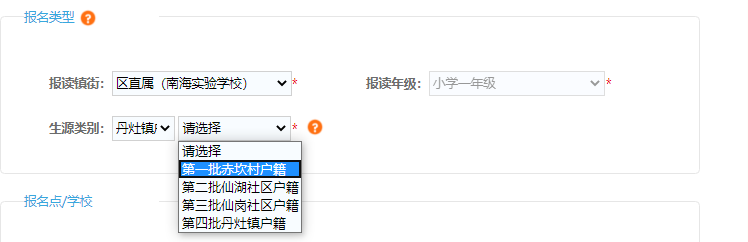 报名类型 ?
报读镇街: 区直属（南海实验学校） * 报读年级: 小学一年级 *
生源类别: 丹灶镇 请选择 * ?
请选择
第一批赤坎村户籍
第二批仙湖社区户籍
第三批仙岗社区户籍
第四批丹灶镇户籍
报名点/学校